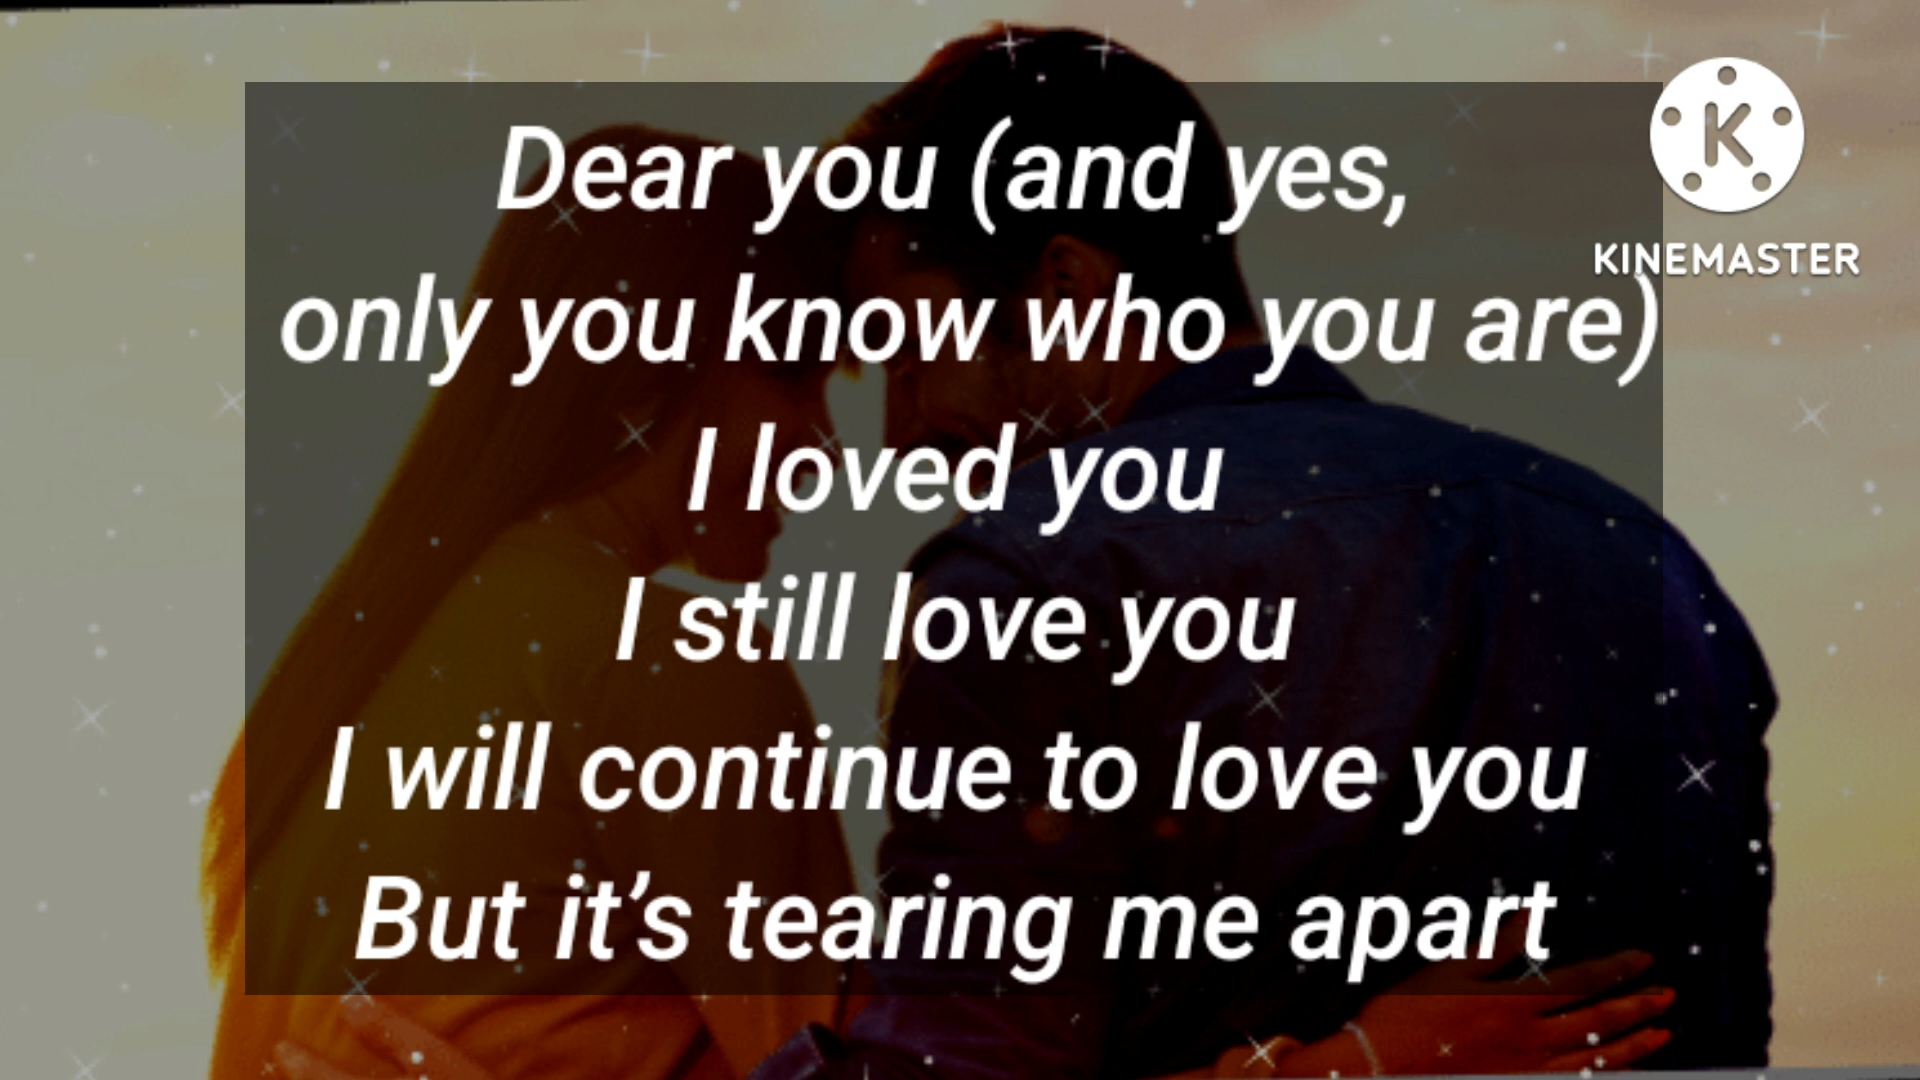 Dear you (and yes,
only you know who you are)
I loved you
I still love you
I will continue to love you
But it’s tearing me apart
K
KINEMASTER